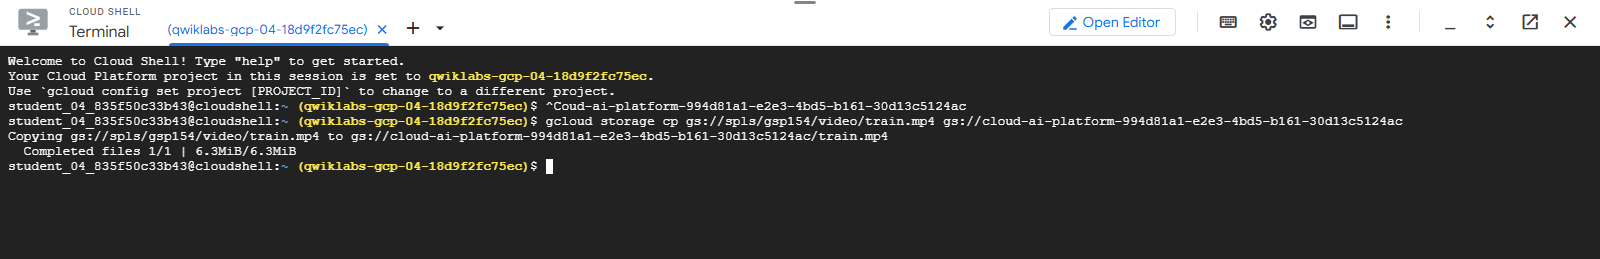 CLOUD SHELL
Terminal
(qwiklabs-gcp-04-18d9f2fc75ec)
Open Editor
Welcome to Cloud Shell! Type "help" to get started.
Your Cloud Platform project in this session is set to qwiklabs-gcp-04-18d9f2fc75ec.
Use `gcloud config set project [PROJECT_ID]` to change to a different project.
student_04_835f50c33b43@cloudshell:~ (qwiklabs-gcp-04-18d9f2fc75ec)$ ^Coud-ai-platform-994d81a1-e2e3-4bd5-b161-30d13c5124ac
student_04_835f50c33b43@cloudshell:~ (qwiklabs-gcp-04-18d9f2fc75ec)$ gcloud storage cp gs://spls/gsp154/video/train.mp4 gs://cloud-ai-platform-994d81a1-e2e3-4bd5-b161-30d13c5124ac
Copying gs://spls/gsp154/video/train.mp4 to gs://cloud-ai-platform-994d81a1-e2e3-4bd5-b161-30d13c5124ac/train.mp4
  Completed files 1/1 | 6.3MiB/6.3MiB
student_04_835f50c33b43@cloudshell:~ (qwiklabs-gcp-04-18d9f2fc75ec)$